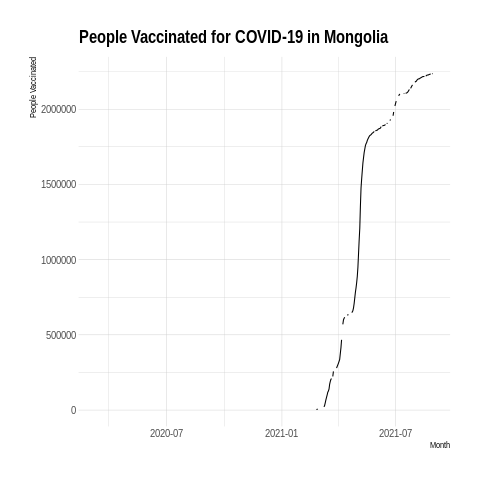 People Vaccinated for COVID-19 in Mongolia
People Vaccinated
2000000
1500000
1000000
500000
0
2020-07
2021-01
2021-07
Month